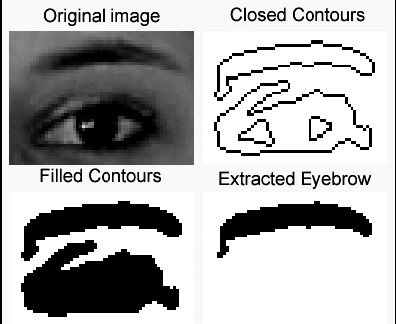 Original image
Closed Contours
Filled Contours
Extracted Eyebrow